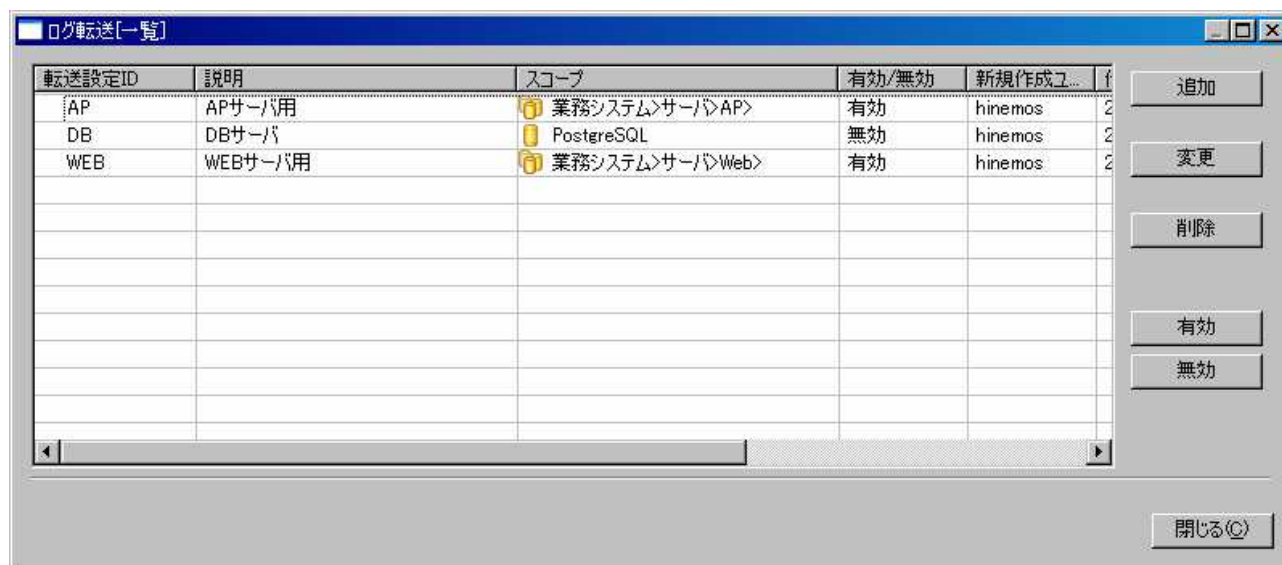 ログ転送[一覧]
転送設定ID 説明 スコープ 有効/無効 新規作成ユ...
追加
AP APサーバ用 業務システム>サーバ>AP> 有効 hinemos 2
DB DBサーバ PostgreSQL 無効 hinemos 2
変更
WEB WEBサーバ用 業務システム>サーバ>Web> 有効 hinemos 2
削除
有効
無効
閉じる(C)